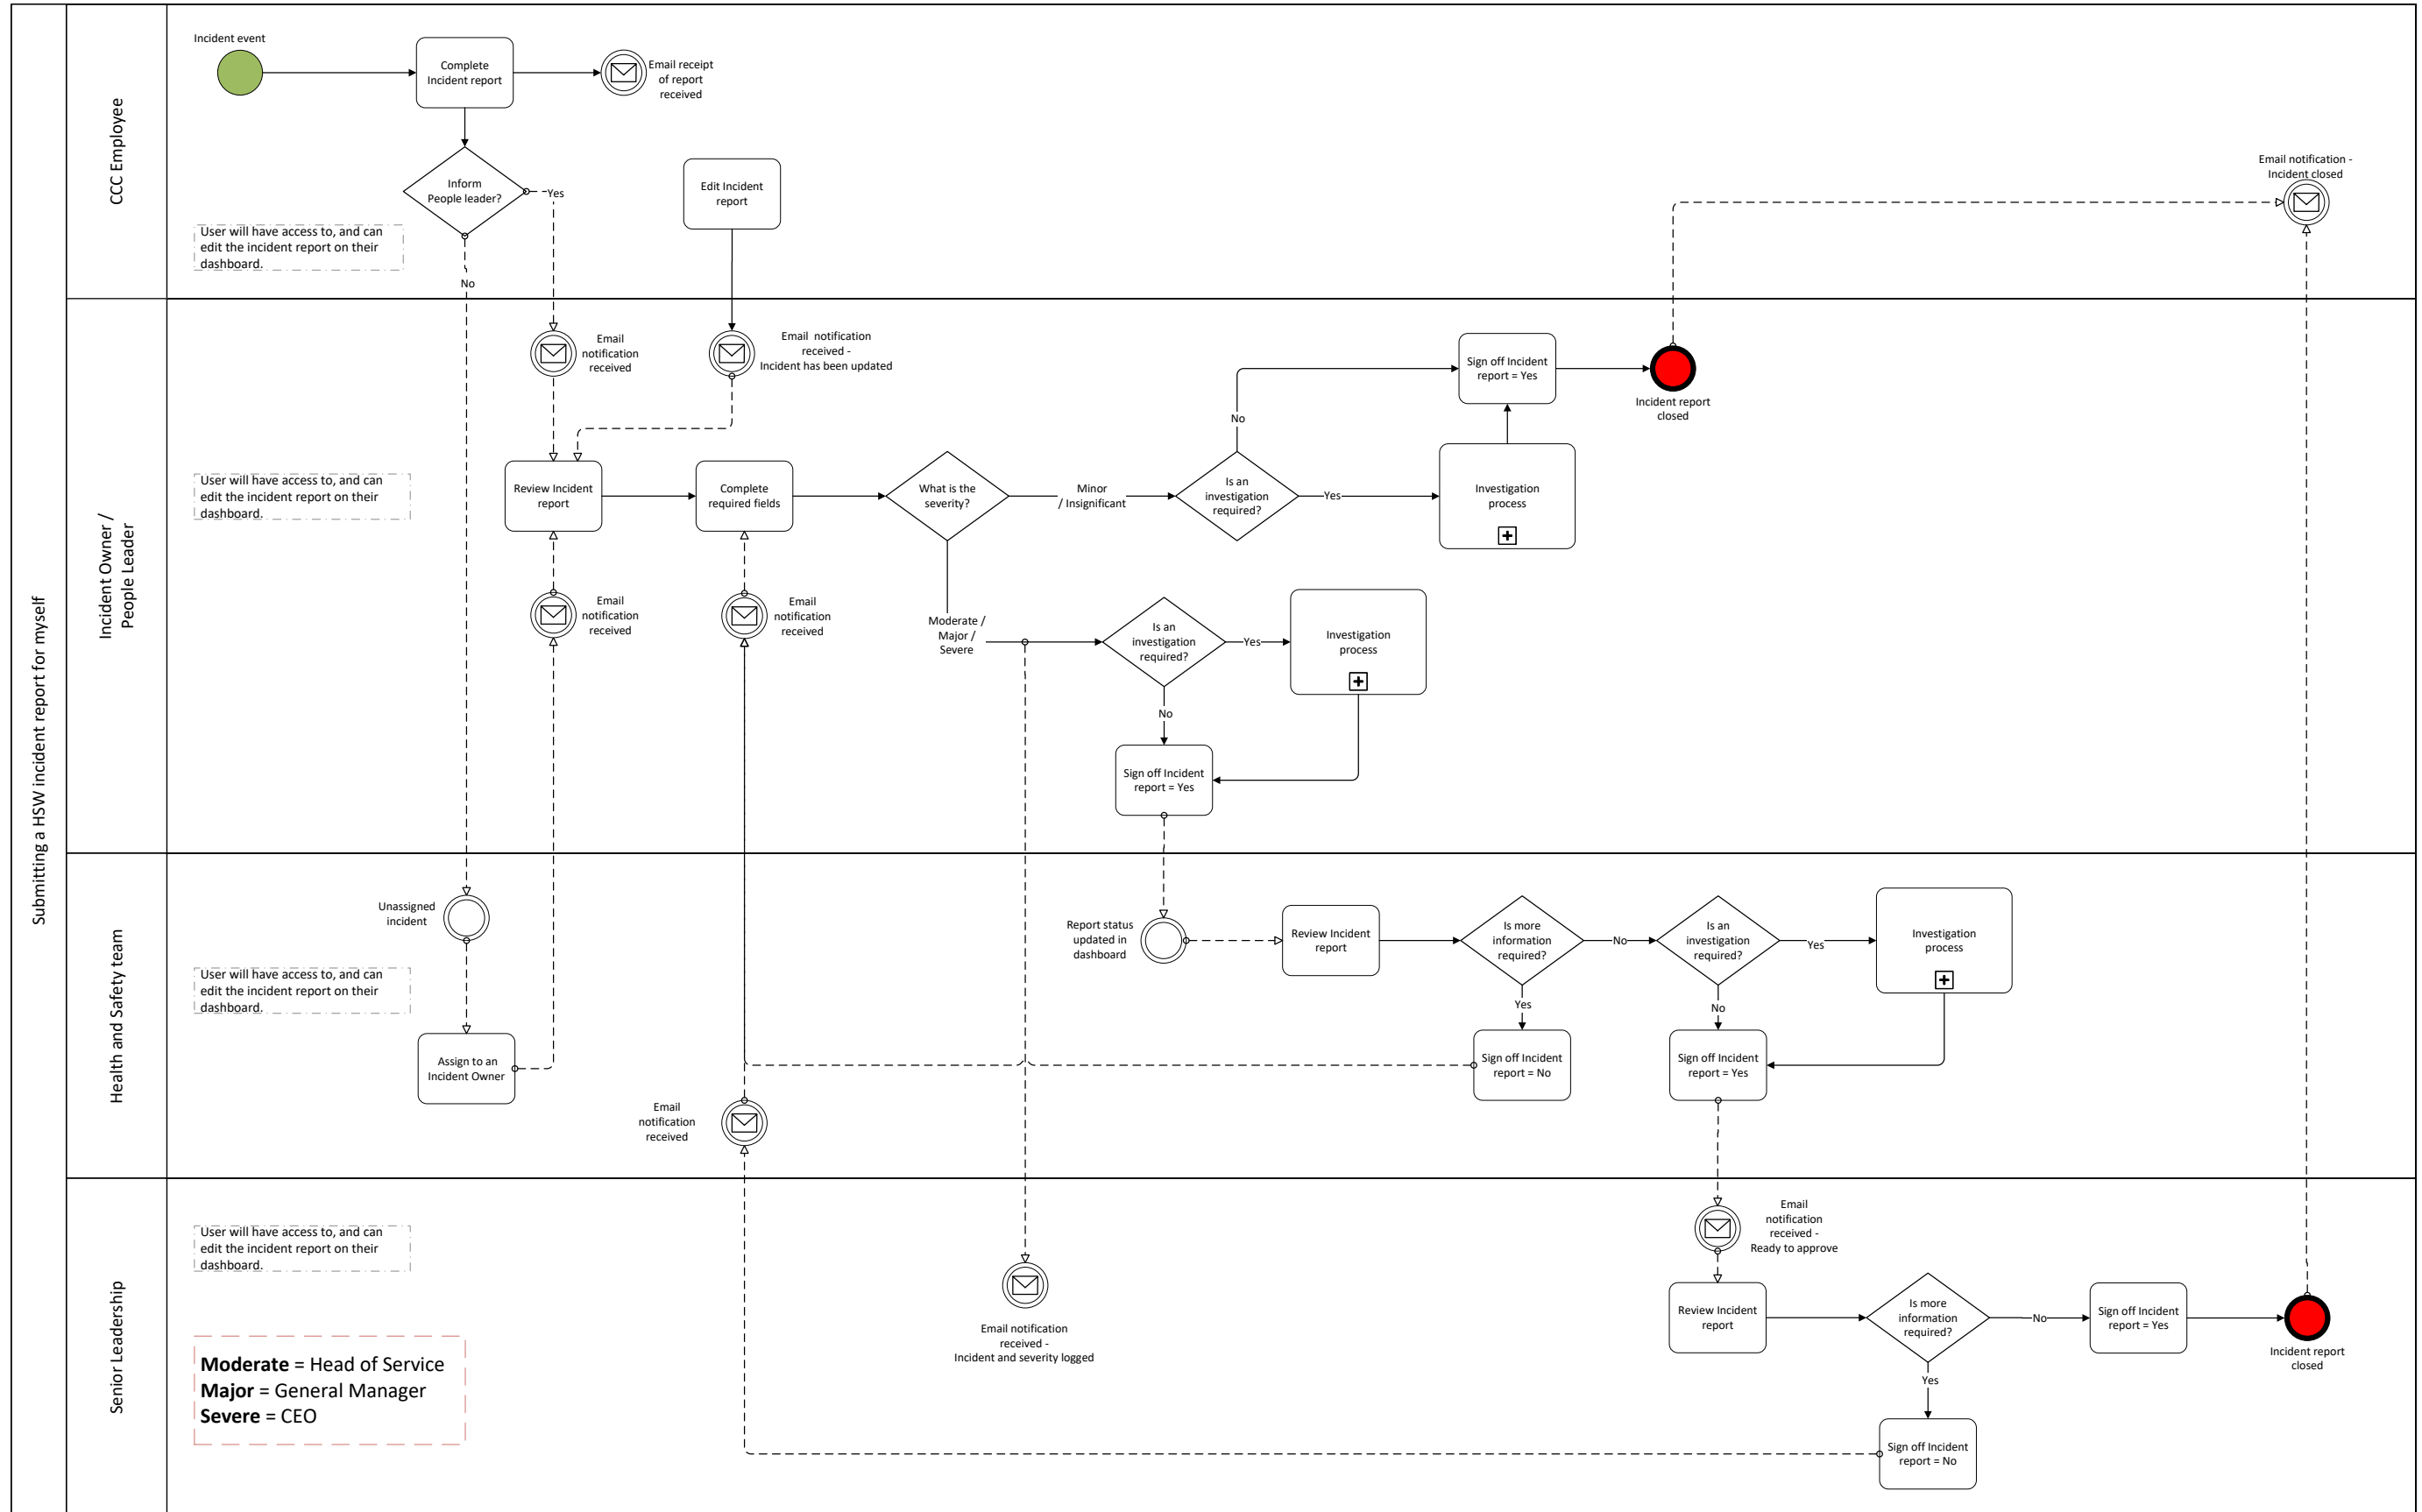 Submitting a HSW incident report for myself
CCC Employee
Incident event
Complete
Incident report
Email receipt
of report
received
Inform
People leader?
Yes
No
Edit Incident
report
User will have access to, and can
edit the incident report on their
dashboard.
Email notification -
Incident closed
Incident Owner /
People Leader
Email
notification
received
Email  notification
received -
Incident has been updated
Sign off Incident
report = Yes
Incident report
closed
No
User will have access to, and can
edit the incident report on their
dashboard.
Review Incident
report
Complete
required fields
What is the
severity?
Minor
/ Insignificant
Is an
investigation
required?
Yes
Investigation
process
Email
notification
received
Email
notification
received
Moderate /
Major /
Severe
Is an
investigation
required?
Yes
Investigation
process
No
Sign off Incident
report = Yes
Health and Safety team
Unassigned
incident
User will have access to, and can
edit the incident report on their
dashboard.
Assign to an
Incident Owner
Email
notification
received
Report status
updated in
dashboard
Review Incident
report
Is more
information
required?
No
Is an
investigation
required?
Yes
Investigation
process
Yes
No
Sign off Incident
report = No
Sign off Incident
report = Yes
Senior Leadership
User will have access to, and can
edit the incident report on their
dashboard.
Moderate = Head of Service
Major = General Manager
Severe = CEO
Email notification
received -
Incident and severity logged
Email
notification
received -
Ready to approve
Review Incident
report
Is more
information
required?
No
Sign off Incident
report = Yes
Incident report
closed
Yes
Sign off Incident
report = No